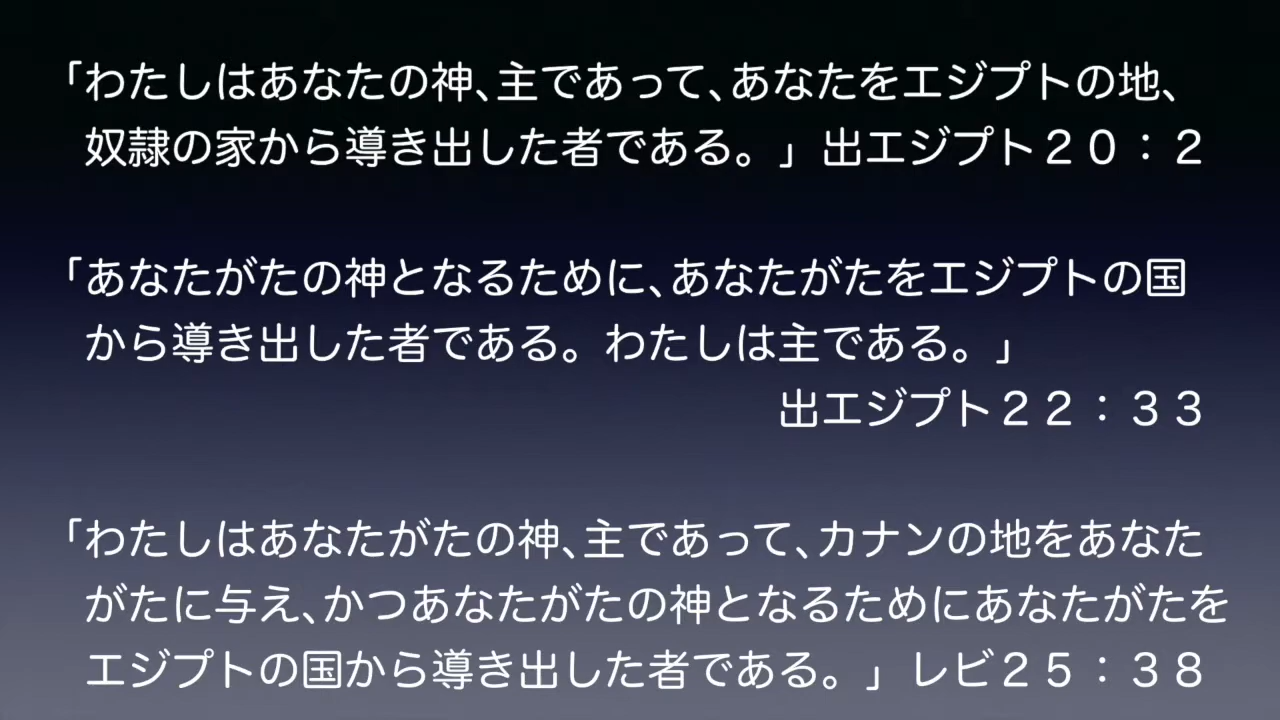 「わたしはあなたの神、主であって、あなたをエジプトの地、
奴隷の家から導き出した者である。」出エジプト２０：２
「あなたがたの神となるために、あなたがたをエジプトの国
から導き出した者である。わたしは主である。」
出エジプト２２：３３
「わたしはあなたがたの神、主であって、カナンの地をあなた
がたに与え、かつあなたがたの神となるためにあなたがたを
エジプトの国から導き出した者である。」レビ２５：３８